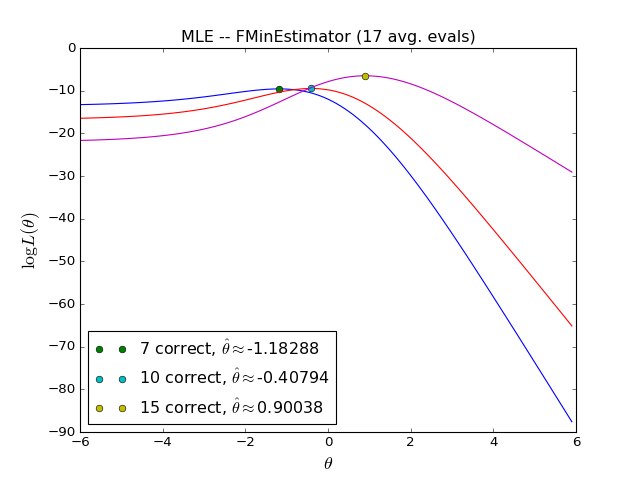 MLE -- FMinEstimator (17 avg. evals)
0
−10
−20
−30
−40
−50
−60
−70
−80
−90
log L(θ)
7 correct, θ̂≈-1.18288
10 correct, θ̂≈-0.40794
15 correct, θ̂≈0.90038
−6 −4 −2 0 2 4 6
θ